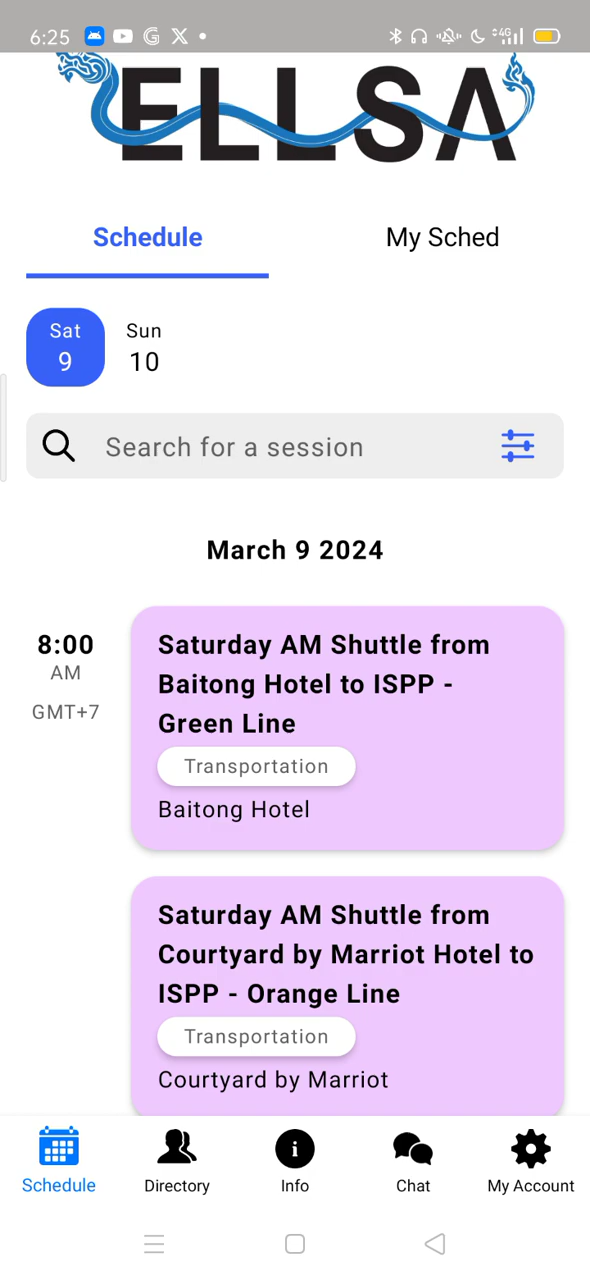 6:25
4G
ELLSA
Schedule
My Sched
Sat
9
Sun
10
Search for a session
March 9 2024
8:00
AM
GMT+7
Saturday AM Shuttle from
Baitong Hotel to ISPP -
Green Line
Transportation
Baitong Hotel
Saturday AM Shuttle from
Courtyard by Marriot Hotel to
ISPP - Orange Line
Transportation
Courtyard by Marriot
Schedule
Directory
Info
Chat
My Account